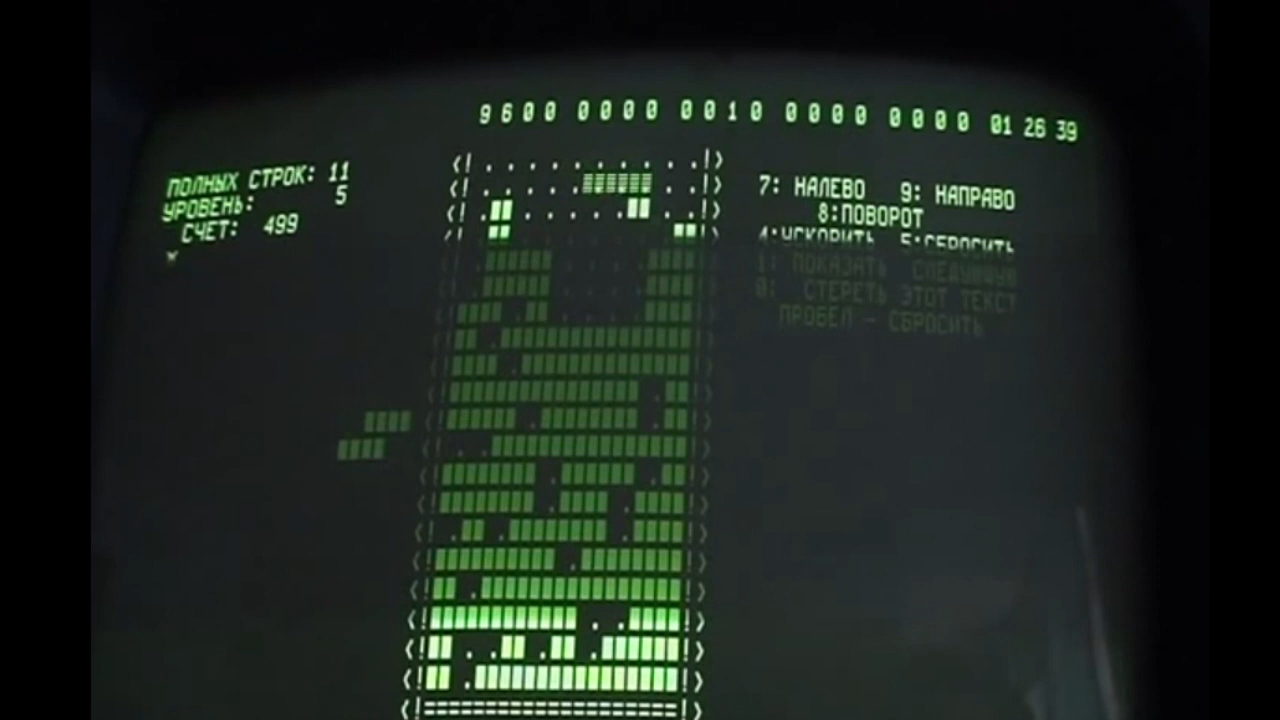 9600 0000 0010 0000 0000 01 26 39
ПОЛНЫХ СТРОК: 11
УРОВЕНЬ: 5
СЧЕТ: 499
7: НАЛЕВО 9: НАПРАВО
8:ПОВОРОТ
4:УСКОРИТЬ 5:СБРОСИТЬ
1: ПОКАЗАТЬ СЛЕДУЮЩУЮ
0: СТЕРЕТЬ ЭТОТ ТЕКСТ
ПРОБЕЛ - СБРОСИТЬ